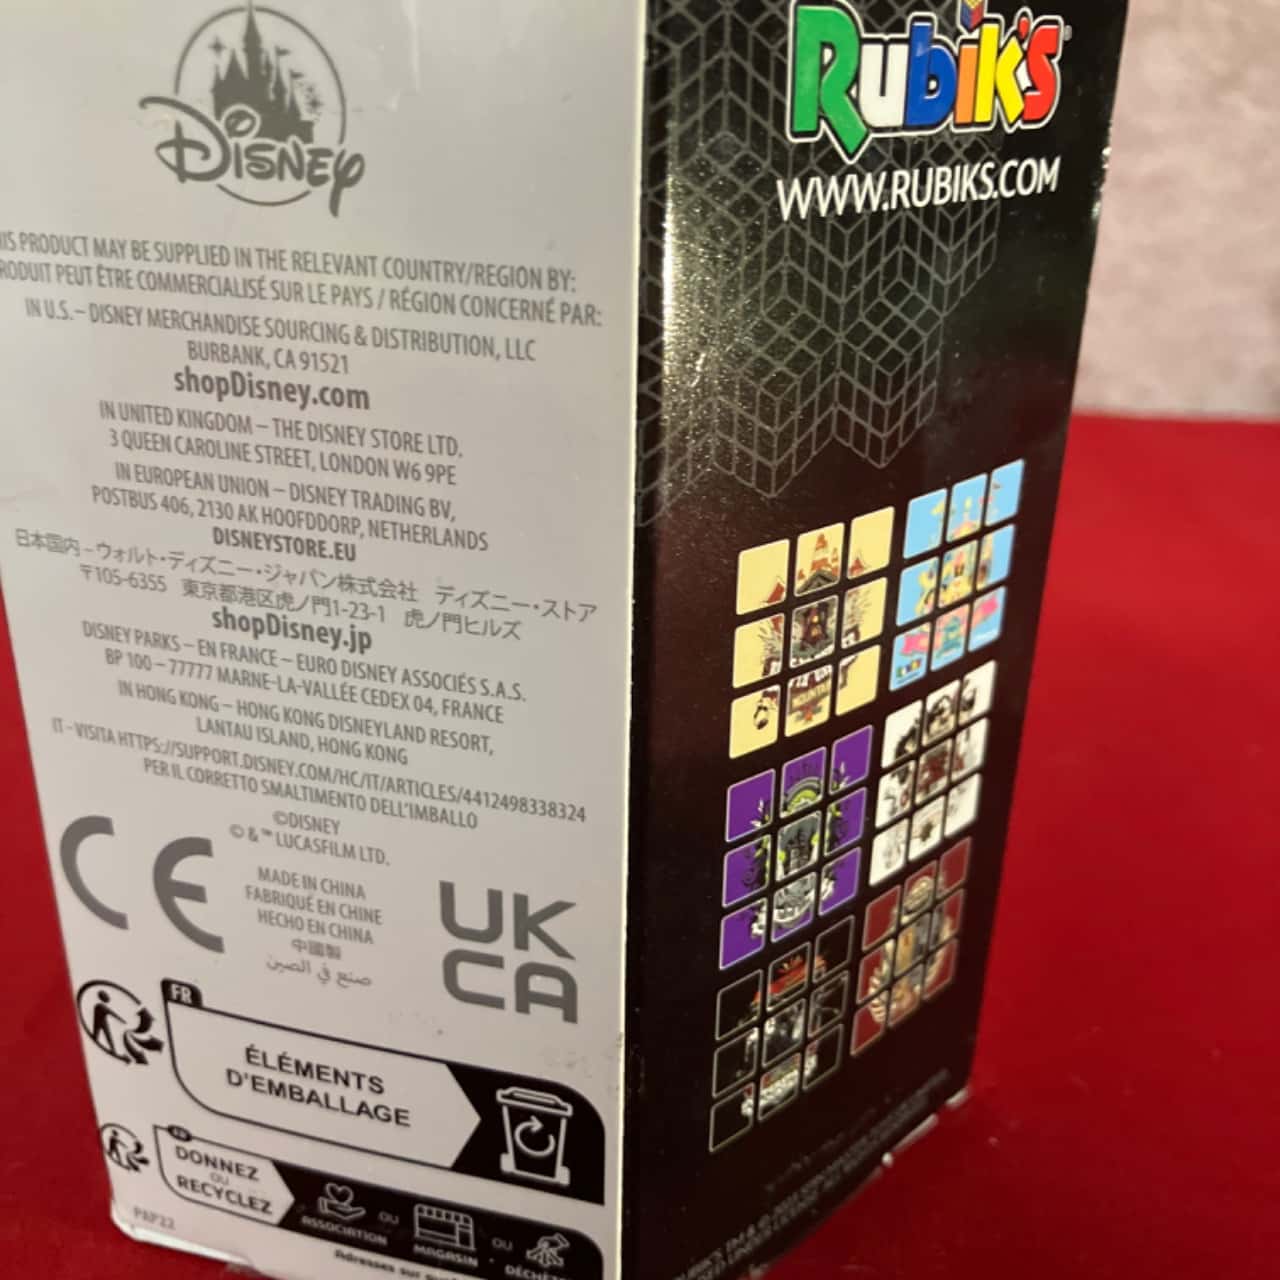 Disney
IS PRODUCT MAY BE SUPPLIED IN THE RELEVANT COUNTRY/REGION BY:
RODUIT PEUT ÊTRE COMMERCIALISÉ SUR LE PAYS / RÉGION CONCERNÉ PAR:
IN U.S. – DISNEY MERCHANDISE SOURCING & DISTRIBUTION, LLC
BURBANK, CA 91521
shopDisney.com
IN UNITED KINGDOM – THE DISNEY STORE LTD.
3 QUEEN CAROLINE STREET, LONDON W6 9PE
IN EUROPEAN UNION – DISNEY TRADING BV,
POSTBUS 406, 2130 AK HOOFDDORP, NETHERLANDS
DISNEYSTORE.EU
日本国内 – ウォルト・ディズニー・ジャパン株式会社 ディズニー・ストア
〒105-6355 東京都港区虎ノ門1-23-1 虎ノ門ヒルズ
shopDisney.jp
DISNEY PARKS – EN FRANCE – EURO DISNEY ASSOCIÉS S.A.S.
BP 100 – 77777 MARNE-LA-VALLÉE CEDEX 04, FRANCE
IN HONG KONG – HONG KONG DISNEYLAND RESORT,
LANTAU ISLAND, HONG KONG
IT - VISITA HTTPS://SUPPORT.DISNEY.COM/HC/IT/ARTICLES/4412498338324
PER IL CORRETTO SMALTIMENTO DELL'IMBALLO
©DISNEY
© & ™ LUCASFILM LTD.
CE
MADE IN CHINA
FABRIQUÉ EN CHINE
HECHO EN CHINA
中國製
صنع في الصين
UK
CA
FR
ÉLÉMENTS
D'EMBALLAGE
DONNEZ
OU
RECYCLEZ
ASSOCIATION
OU
MAGASIN
OU
DÉCHÈT
PAP22
Adresses sur
RUBIK'S
WWW.RUBIKS.COM
MOUNTAIN